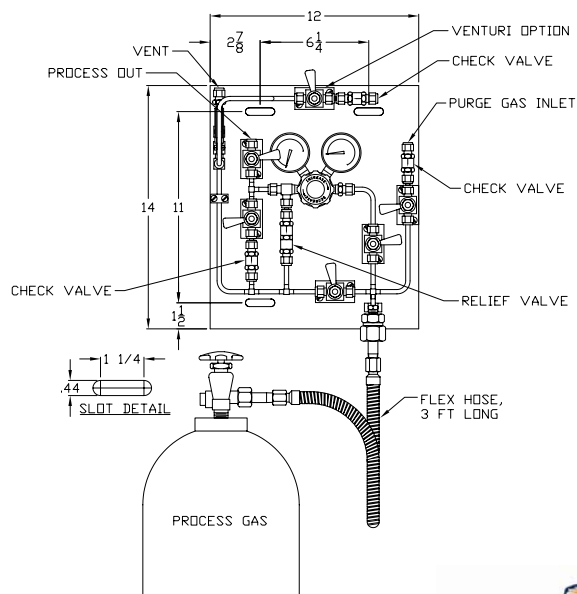 12
2 7/8
6 1/4
VENTURI OPTION
VENT
CHECK VALVE
PROCESS OUT
PURGE GAS INLET
CHECK VALVE
14
11
CHECK VALVE
RELIEF VALVE
1 1/2
1 1/4
.44
SLOT DETAIL
FLEX HOSE,
3 FT LONG
PROCESS GAS